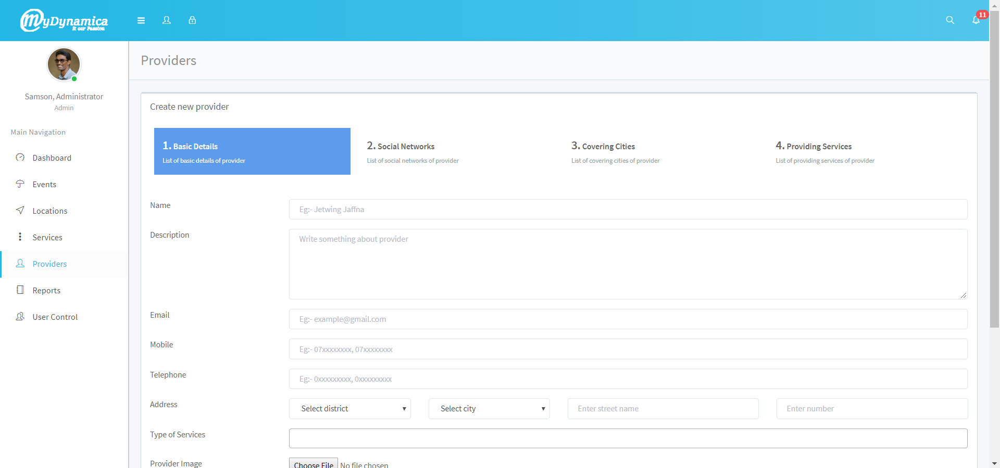 MyDynamica
It our Passion
11
Samson, Administrator
Admin
Main Navigation
Dashboard
Events
Locations
Services
Providers
Reports
User Control
Providers
Create new provider
1. Basic Details
List of basic details of provider
2. Social Networks
List of social networks of provider
3. Covering Cities
List of covering cities of provider
4. Providing Services
List of providing services of provider
Name
Eg:- Jetwing Jaffna
Description
Write something about provider
Email
Eg:- example@gmail.com
Mobile
Eg:- 07xxxxxxxx, 07xxxxxxxx
Telephone
Eg:- 0xxxxxxxxx, 0xxxxxxxxx
Address
Select district
Select city
Enter street name
Enter number
Type of Services
Provider Image
Choose File No file chosen